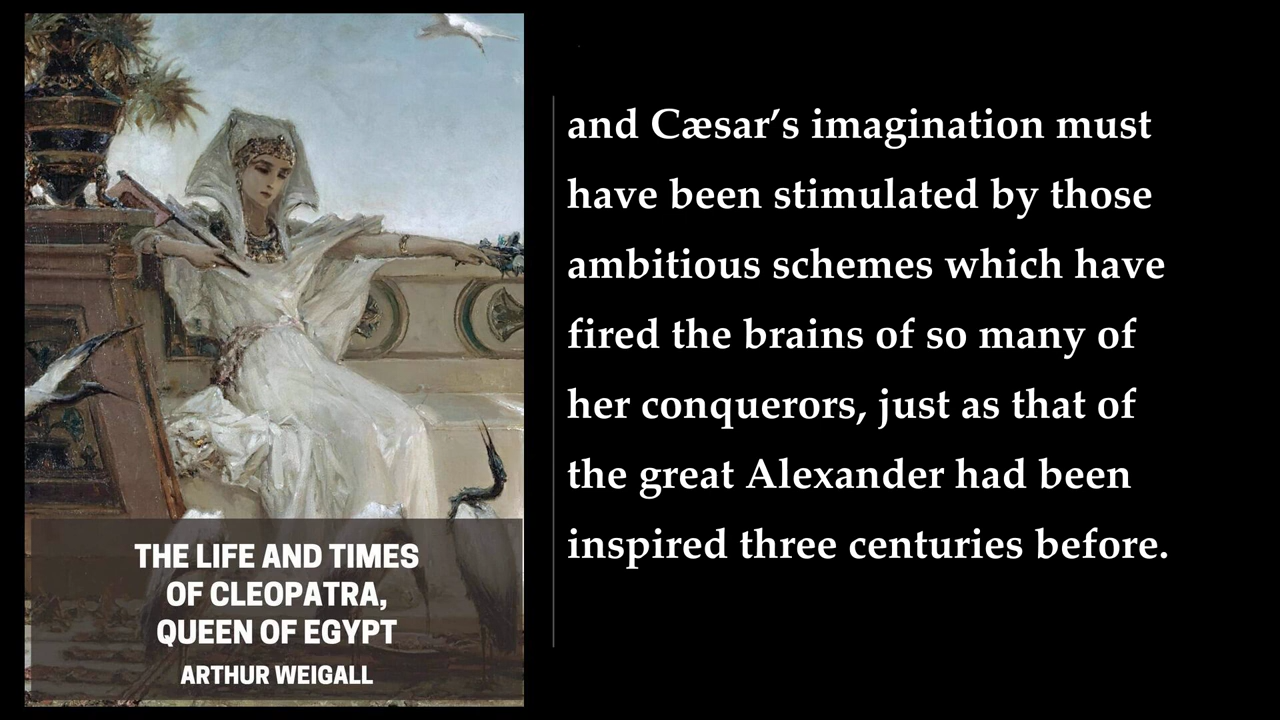 THE LIFE AND TIMES
OF CLEOPATRA,
QUEEN OF EGYPT
ARTHUR WEIGALL
and Cæsar’s imagination must
have been stimulated by those
ambitious schemes which have
fired the brains of so many of
her conquerors, just as that of
the great Alexander had been
inspired three centuries before.